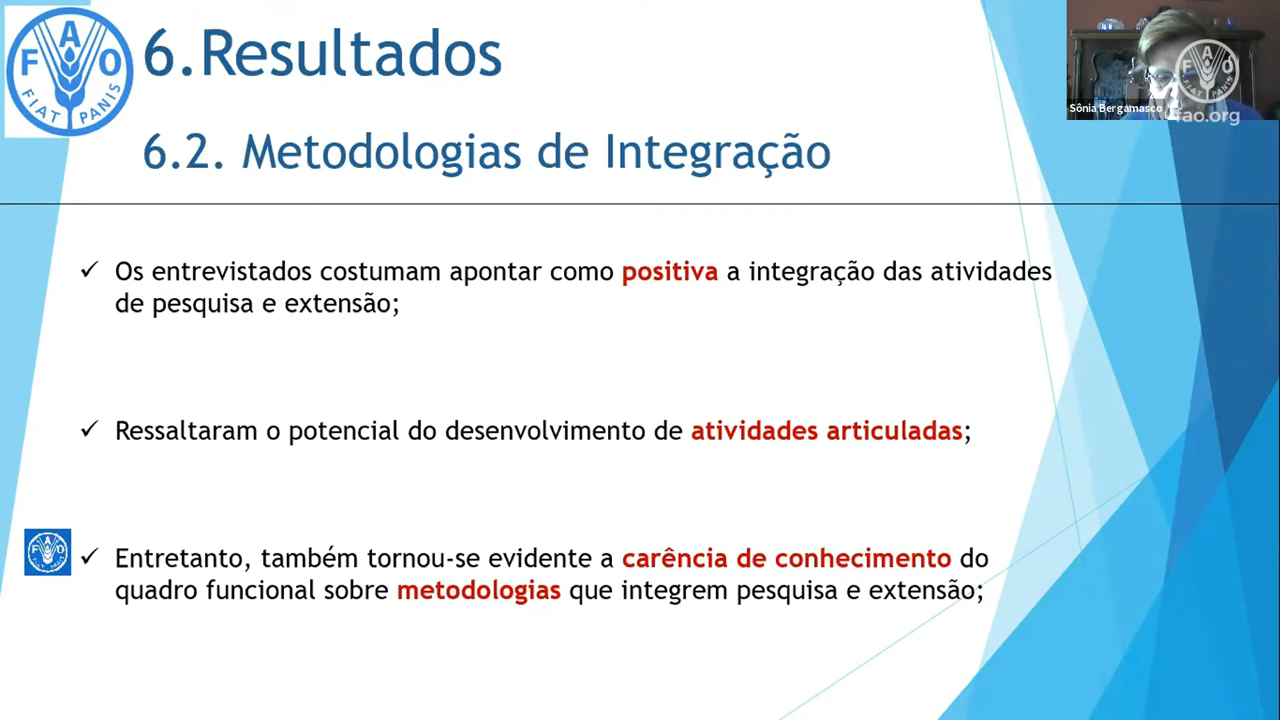 FAO
FIAT PANIS
6.Resultados
6.2. Metodologias de Integração
Sônia Bergamasco
FAO
fao.org
✓ Os entrevistados costumam apontar como positiva a integração das atividades
de pesquisa e extensão;
✓ Ressaltaram o potencial do desenvolvimento de atividades articuladas;
FAO
✓ Entretanto, também tornou-se evidente a carência de conhecimento do
quadro funcional sobre metodologias que integrem pesquisa e extensão;